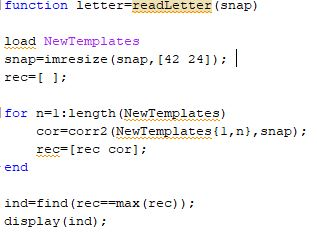 function letter=readLetter(snap)
load NewTemplates
snap=imresize(snap,[42 24]);
rec=[ ];
for n=1:length(NewTemplates)
    cor=corr2(NewTemplates{1,n},snap);
    rec=[rec cor];
end
ind=find(rec==max(rec));
display(ind);